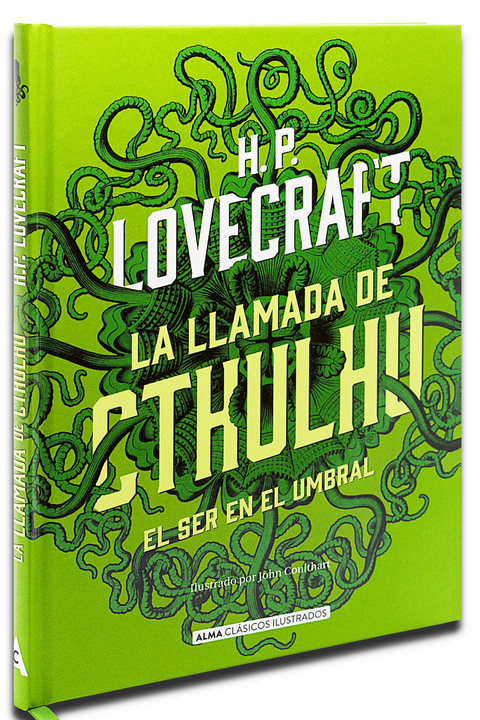 H. P.
LOVECRAFT
LA LLAMADA DE
CTHULHU
EL SER EN EL UMBRAL
Ilustrado por John Coulthart
ALMA CLÁSICOS ILUSTRADOS
H.P. LOVECRAFT
LA LLAMADA DE CTHULHU
AC